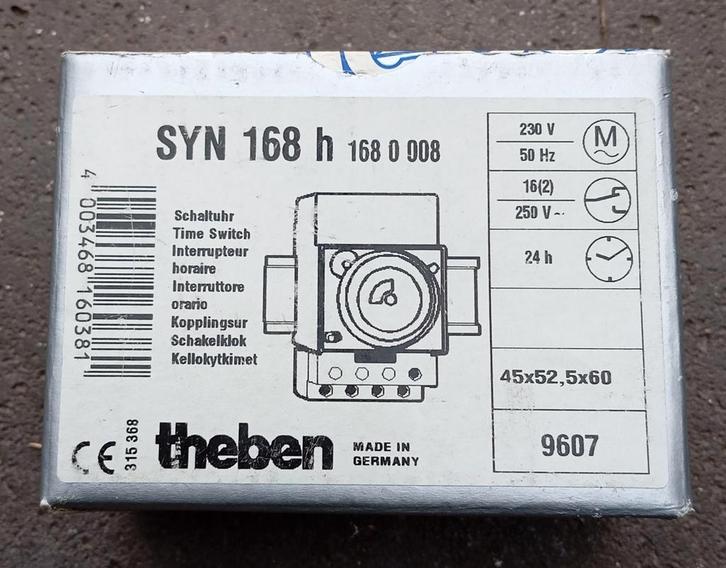 SYN 168 h 168 0 008
4 003468 160381
Schaltuhr
Time Switch
Interrupteur
horaire
Interruttore
orario
Kopplingsur
Schakelklok
Kellokytkimet
230 V
50 Hz
M
16(2)
250 V~
24 h
45x52,5x60
9607
CE
315 368
theben
MADE IN
GERMANY